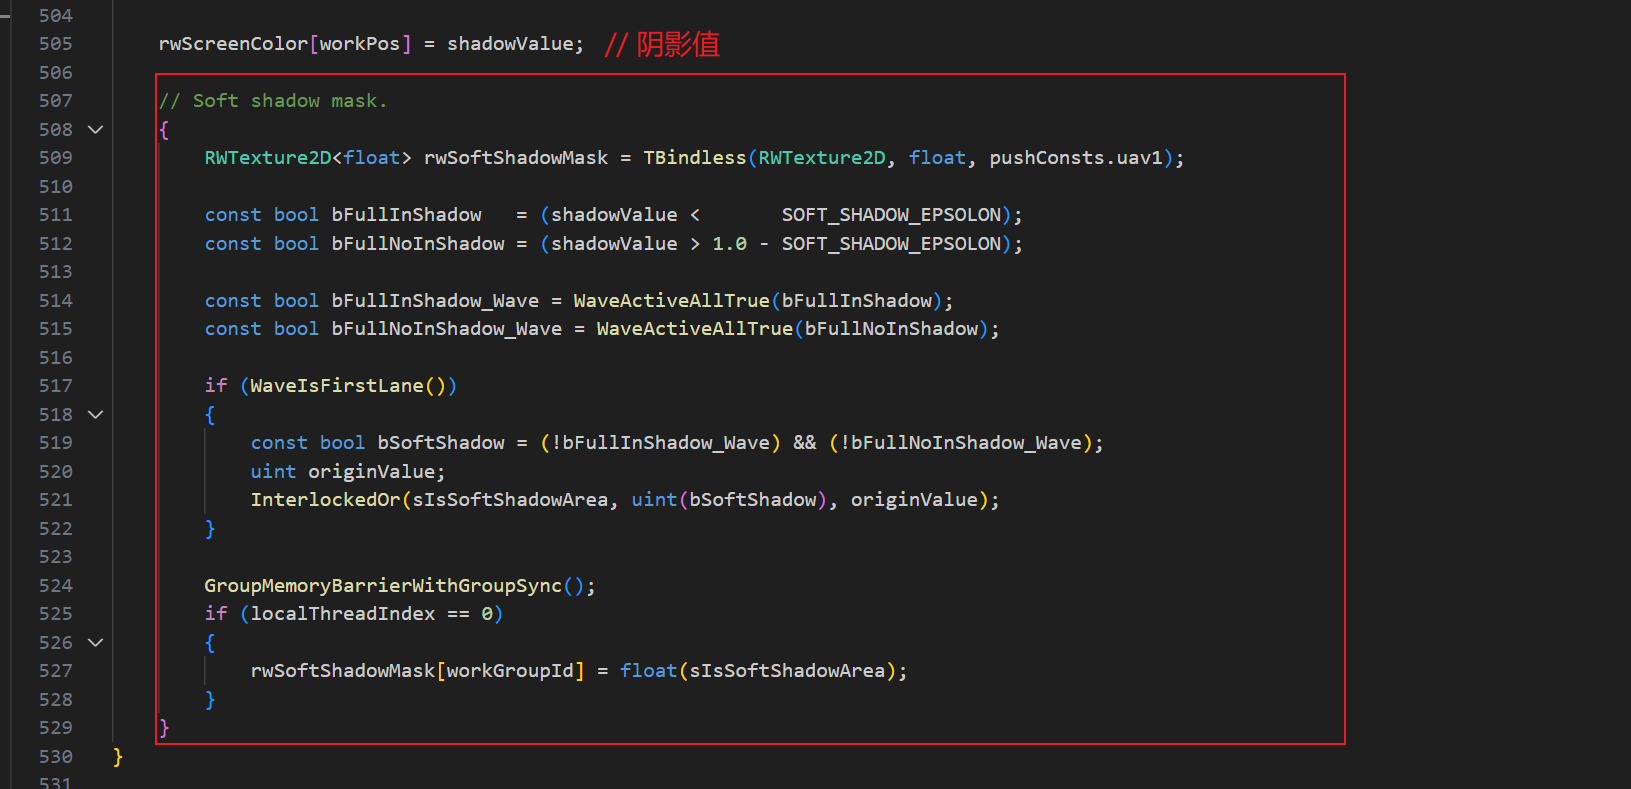 504
505 rwScreenColor[workPos] = shadowValue; // 阴影值
506
507 // Soft shadow mask.
508 {
509 RWTexture2D<float> rwSoftShadowMask = TBindless(RWTexture2D, float, pushConsts.uav1);
510
511 const bool bFullInShadow   = (shadowValue <       SOFT_SHADOW_EPSOLON);
512 const bool bFullNoInShadow = (shadowValue > 1.0 - SOFT_SHADOW_EPSOLON);
513
514 const bool bFullInShadow_Wave = WaveActiveAllTrue(bFullInShadow);
515 const bool bFullNoInShadow_Wave = WaveActiveAllTrue(bFullNoInShadow);
516
517 if (WaveIsFirstLane())
518 {
519 const bool bSoftShadow = (!bFullInShadow_Wave) && (!bFullNoInShadow_Wave);
520 uint originValue;
521 InterlockedOr(sIsSoftShadowArea, uint(bSoftShadow), originValue);
522 }
523
524 GroupMemoryBarrierWithGroupSync();
525 if (localThreadIndex == 0)
526 {
527 rwSoftShadowMask[workGroupId] = float(sIsSoftShadowArea);
528 }
529 }
530 }
531